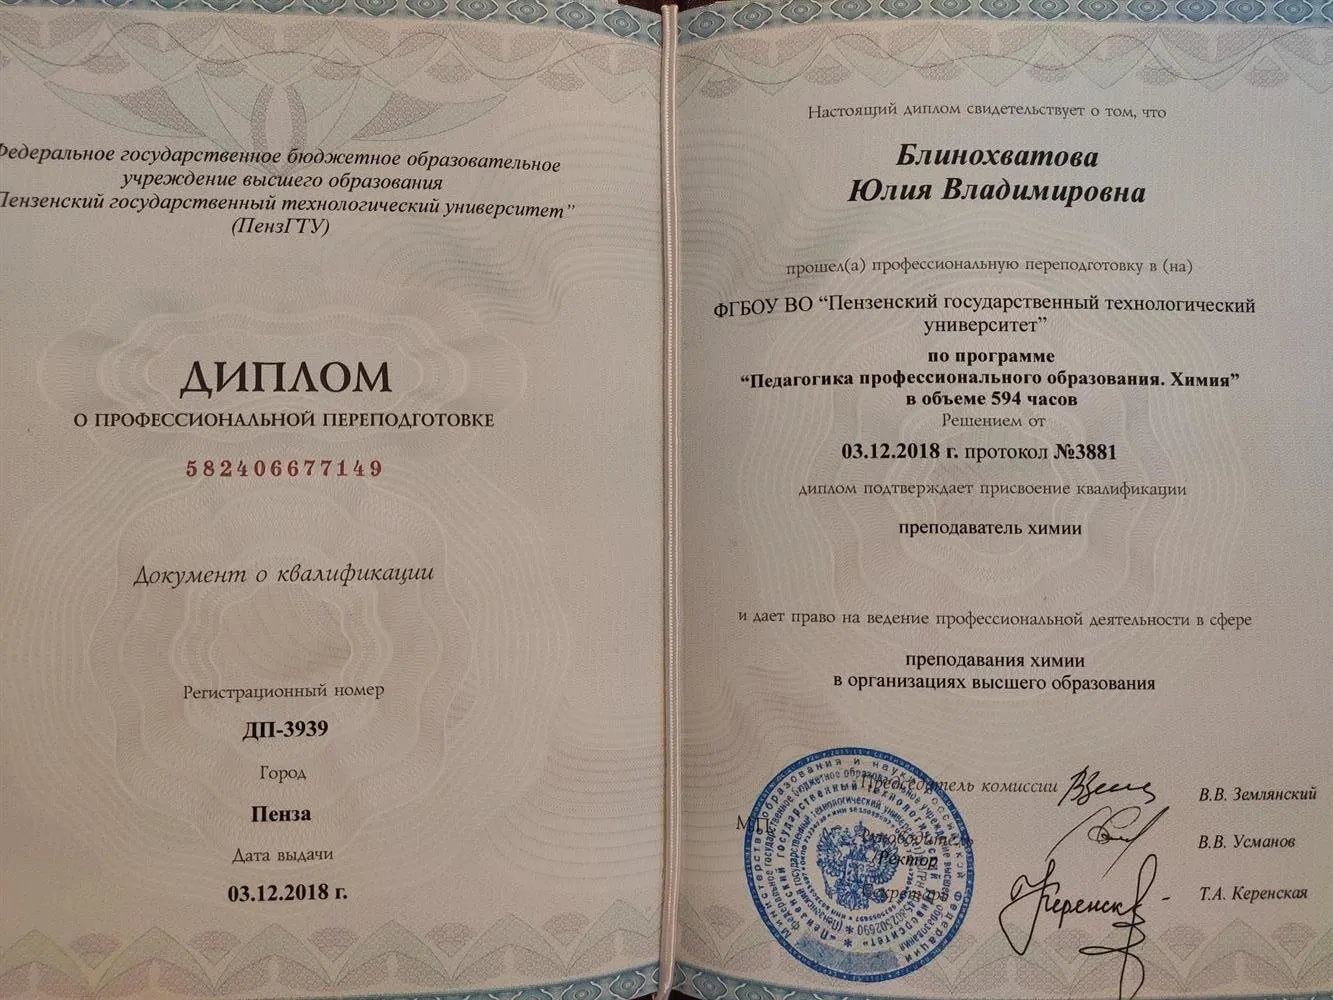 Федеральное государственное бюджетное образовательное
учреждение высшего образования
Пензенский государственный технологический университет”
(ПензГТУ)
ДИПЛОМ
О ПРОФЕССИОНАЛЬНОЙ ПЕРЕПОДГОТОВКЕ
582406677149
Документ о квалификации
Регистрационный номер
ДП-3939
Город
Пенза
Дата выдачи
03.12.2018 г.
Настоящий диплом свидетельствует о том, что
Блинохватова
Юлия Владимировна
прошел(а) профессиональную переподготовку в (на)
ФГБОУ ВО “Пензенский государственный технологический
университет”
по программе
“Педагогика профессионального образования. Химия”
в объеме 594 часов
Решением от
03.12.2018 г. протокол №3881
диплом подтверждает присвоение квалификации
преподаватель химии
и дает право на ведение профессиональной деятельности в сфере
преподавания химии
в организациях высшего образования
Председатель комиссии
В.В. Землянский
М.П.
Руководитель
/Ректор
В.В. Усманов
Секретарь
Т.А. Керенская